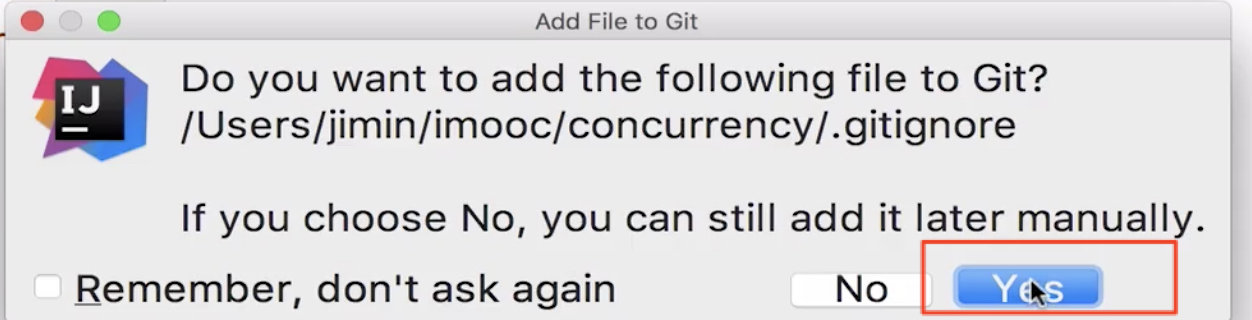 Add File to Git
IJ
Do you want to add the following file to Git?
/Users/jimin/imooc/concurrency/.gitignore
If you choose No, you can still add it later manually.
Remember, don't ask again
No
Yes